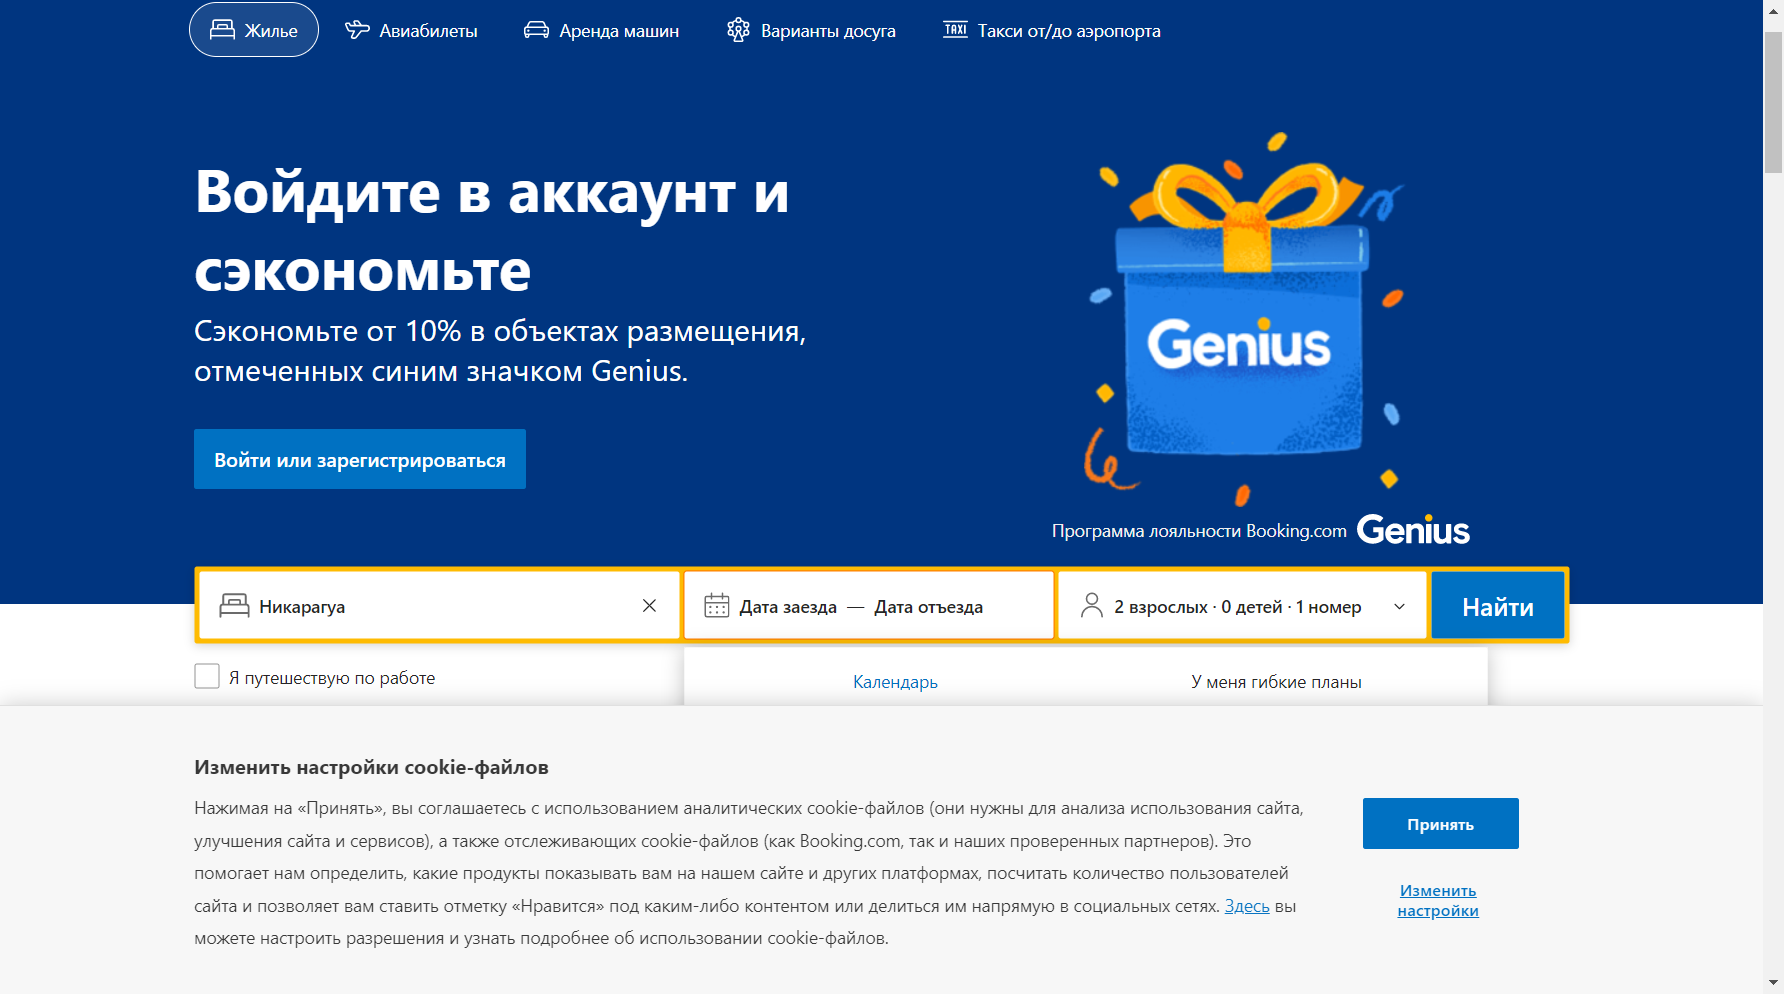 Жилье
Авиабилеты
Аренда машин
Варианты досуга
TAXI Такси от/до аэропорта
Войдите в аккаунт и
сэкономьте
Сэкономьте от 10% в объектах размещения,
отмеченных синим значком Genius.
Войти или зарегистрироваться
Genius
Программа лояльности Booking.com Genius
Никарагуа
Дата заезда — Дата отъезда
2 взрослых · 0 детей · 1 номер
Найти
Я путешествую по работе
Календарь
У меня гибкие планы
Изменить настройки cookie-файлов
Нажимая на «Принять», вы соглашаетесь с использованием аналитических cookie-файлов (они нужны для анализа использования сайта,
улучшения сайта и сервисов), а также отслеживающих cookie-файлов (как Booking.com, так и наших проверенных партнеров). Это
помогает нам определить, какие продукты показывать вам на нашем сайте и других платформах, посчитать количество пользователей
сайта и позволяет вам ставить отметку «Нравится» под каким-либо контентом или делиться им напрямую в социальных сетях. Здесь вы
можете настроить разрешения и узнать подробнее об использовании cookie-файлов.
Принять
Изменить
настройки